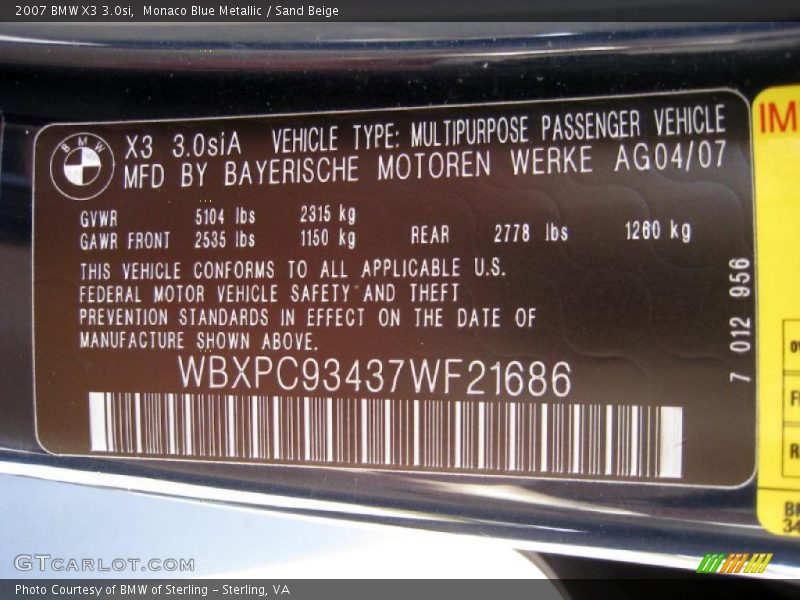 2007 BMW X3 3.0si, Monaco Blue Metallic / Sand Beige
BMW
X3 3.0siA VEHICLE TYPE: MULTIPURPOSE PASSENGER VEHICLE
MFD BY BAYERISCHE MOTOREN WERKE AG04/07
GVWR 5104 lbs 2315 kg
GAWR FRONT 2535 lbs 1150 kg REAR 2778 lbs 1260 kg
THIS VEHICLE CONFORMS TO ALL APPLICABLE U.S.
FEDERAL MOTOR VEHICLE SAFETY AND THEFT
PREVENTION STANDARDS IN EFFECT ON THE DATE OF
MANUFACTURE SHOWN ABOVE.
WBXPC93437WF21686
7 012 956
IM
GTCARLOT.COM
Photo Courtesy of BMW of Sterling - Sterling, VA